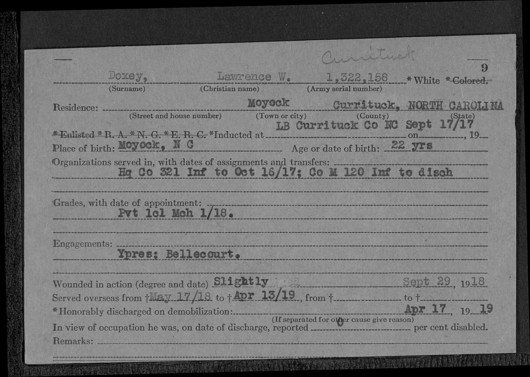 Currituck
9
Doxey, Lawrence W. 1,322,158 *White *Colored.
(Surname) (Christian name) (Army serial number)
Residence: Moyock Currituck, NORTH CAROLINA
(Street and house number) (Town or city) (County) (State)
*Enlisted *R. A. *N. G. *E. R. C. *Inducted at LB Currituck Co NC Sept 17/17 on , 19
Place of birth: Moyock, N C Age or date of birth: 22 yrs
Organizations served in, with dates of assignments and transfers:
Hq Co 321 Inf to Oct 16/17; Co M 120 Inf to disch
Grades, with date of appointment:
Pvt 1cl Mch 1/18.
Engagements:
Ypres; Bellecourt.
Wounded in action (degree and date) Slightly Sept 29, 1918
Served overseas from †May 17/18 to †Apr 13/19, from † to †
*Honorably discharged on demobilization: Apr 17, 1919
(If separated for other cause give reason)
In view of occupation he was, on date of discharge, reported 0 per cent disabled.
Remarks: